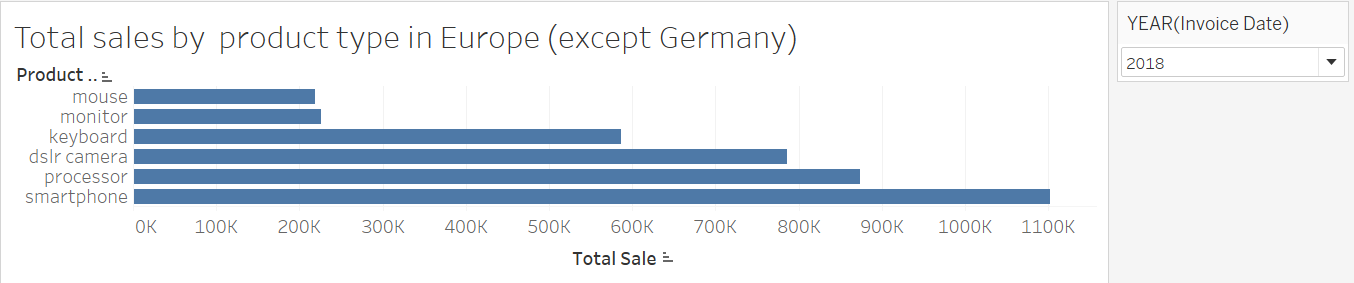 Total sales by  product type in Europe (except Germany)
Product ..
mouse
monitor
keyboard
dslr camera
processor
smartphone
0K 100K 200K 300K 400K 500K 600K 700K 800K 900K 1000K 1100K
Total Sale
YEAR(Invoice Date)
2018